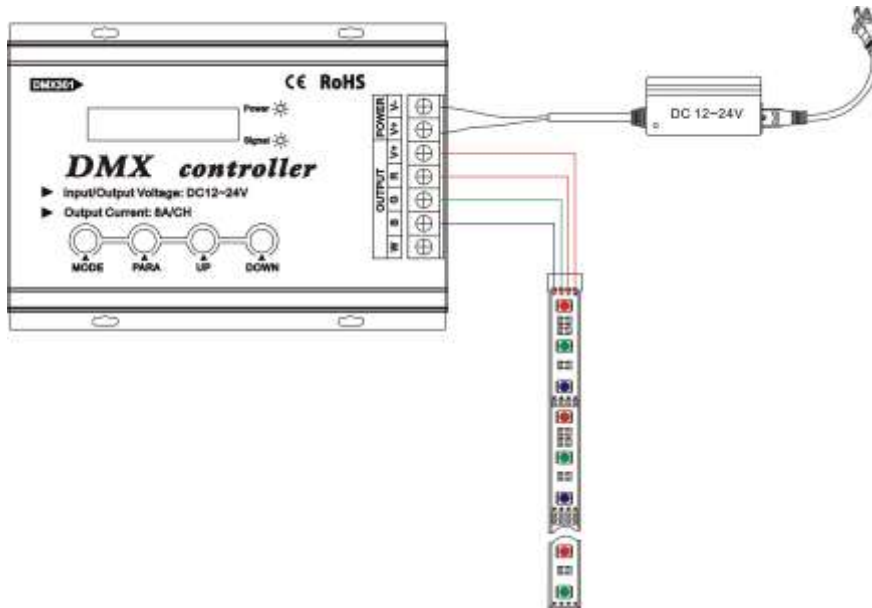 DMX301
CE RoHS
Power
Signal
DMX controller
Input/Output Voltage: DC12~24V
Output Current: 8A/CH
MODE PARA UP DOWN
POWER
V-
V+
OUTPUT
V+
R
G
B
W
DC 12~24V